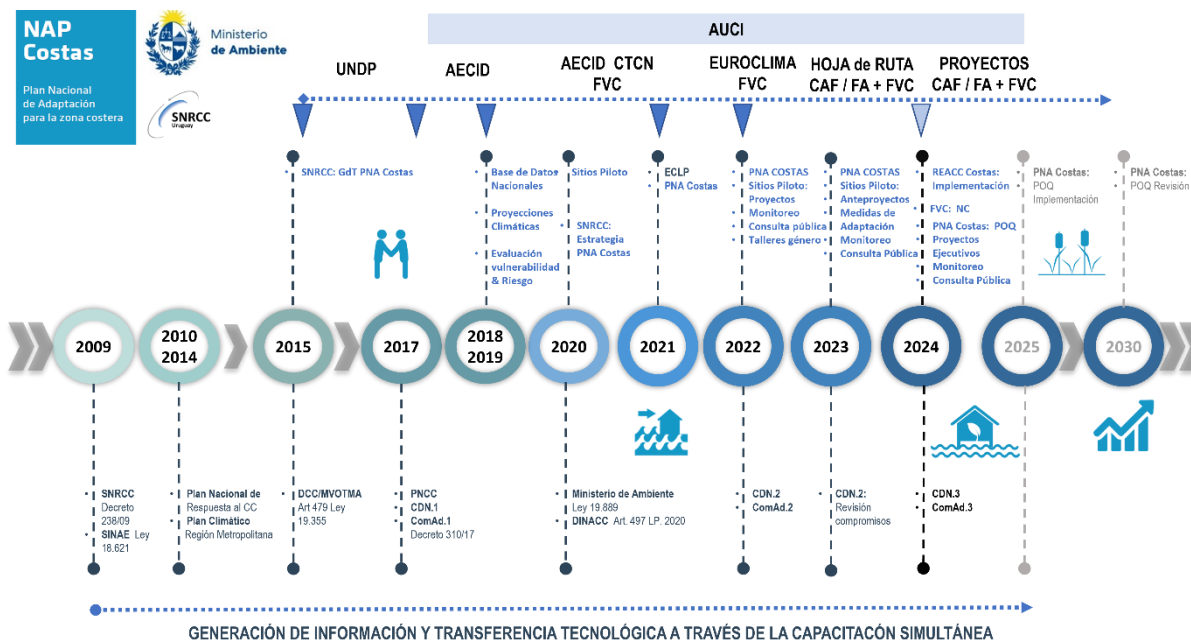 NAP
Costas
Plan Nacional
de Adaptación
para la zona costera
Ministerio
de Ambiente
SNRCC
Uruguay
AUCI
UNDP
AECID
AECID CTCN
FVC
EUROCLIMA
FVC
HOJA de RUTA
CAF / FA + FVC
PROYECTOS
CAF / FA + FVC
• SNRCC: GdT PNA Costas
• Base de Datos
Nacionales
• Proyecciones
Climáticas
• Evaluación
vulnerabilidad
& Riesgo
• Sitios Piloto
• SNRCC:
Estrategia
PNA Costas
• ECLP
• PNA Costas
• PNA COSTAS
• Sitios Piloto:
Proyectos
• Monitoreo
• Consulta pública
• Talleres género
• PNA COSTAS
• Sitios Piloto:
• Anteproyectos
• Medidas de
Adaptación
• Monitoreo
• Consulta Pública
• REACC Costas:
Implementación
• FVC: NC
• PNA Costas: POQ
• Proyectos
Ejecutivos
• Monitoreo
• Consulta Pública
• PNA Costas:
POQ
Implementación
• PNA Costas:
• POQ Revisión
2009
2010
2014
2015
2017
2018
2019
2020
2021
2022
2023
2024
2025
2030
• SNRCC
Decreto
238/09
• SINAE Ley
18.621
• Plan Nacional de
Respuesta al CC
• Plan Climático
Región Metropolitana
• DCC/MVOTMA
Art 479 Ley
19.355
• PNCC
• CDN.1
• ComAd.1
Decreto 310/17
• Ministerio de Ambiente
Ley 19.889
• DINACC Art. 497 LP. 2020
• CDN.2
• ComAd.2
• CDN.2:
Revisión
compromisos
• CDN.3
• ComAd.3
GENERACIÓN DE INFORMACIÓN Y TRANSFERENCIA TECNOLÓGICA A TRAVÉS DE LA CAPACITACÓN SIMULTÁNEA